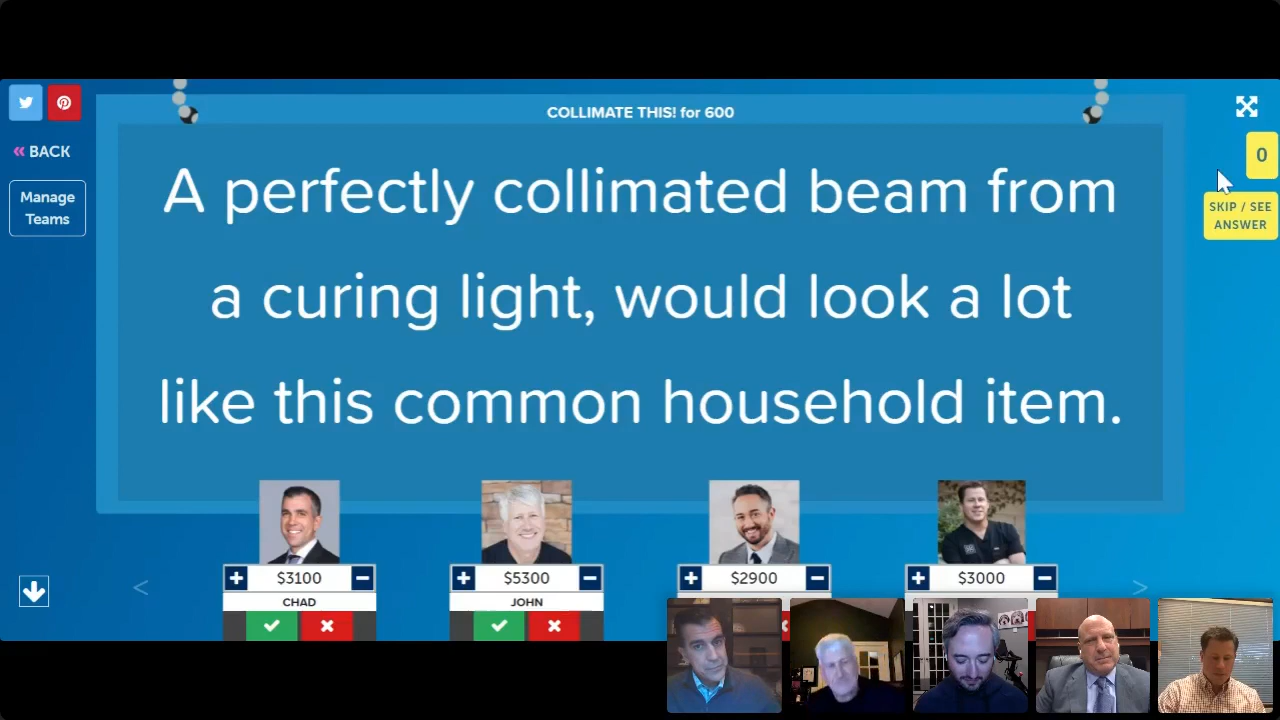 COLLIMATE THIS! for 600
« BACK
0
Manage
Teams
SKIP / SEE
ANSWER
A perfectly collimated beam from
a curing light, would look a lot
like this common household item.
$3100
$5300
$2900
$3000
CHAD
JOHN